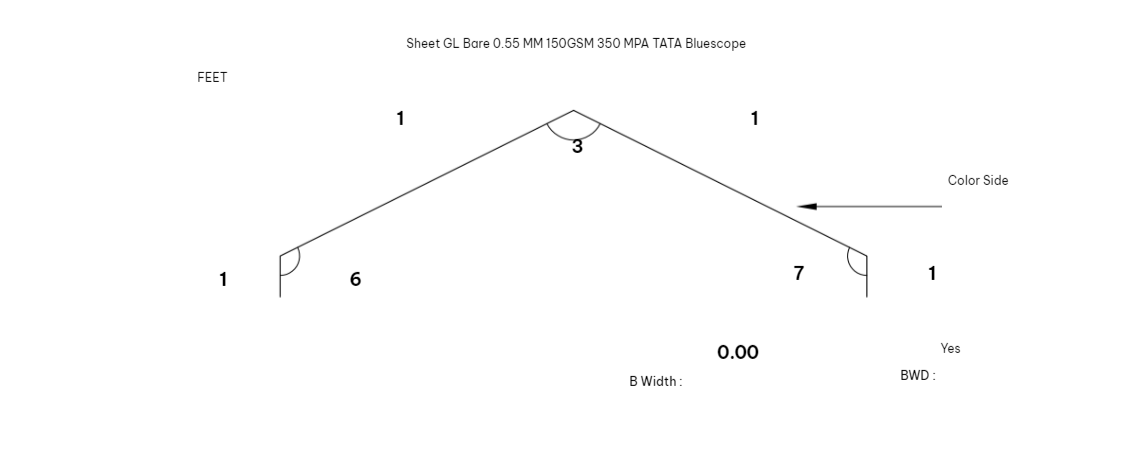 Sheet GL Bare 0.55 MM 150GSM 350 MPA TATA Bluescope
FEET
1
1
3
Color Side
1
6
7
1
0.00
Yes
B Width :
BWD :